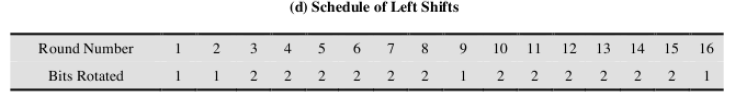 (d) Schedule of Left Shifts
Round Number 1 2 3 4 5 6 7 8 9 10 11 12 13 14 15 16
Bits Rotated 1 1 2 2 2 2 2 2 1 2 2 2 2 2 2 1